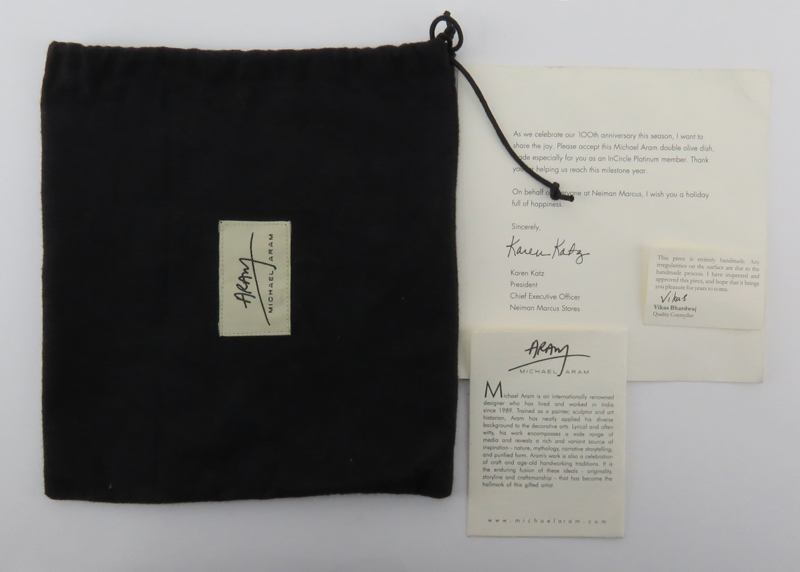 ARAM
MICHAEL ARAM
As we celebrate our 100th anniversary this season, I want to
share the joy. Please accept this Michael Aram double olive dish,
made especially for you as an InCircle Platinum member. Thank
you for helping us reach this milestone year.
On behalf of everyone at Neiman Marcus, I wish you a holiday
full of happiness.
Sincerely,
Karen Katz
Karen Katz
President
Chief Executive Officer
Neiman Marcus Stores
This piece is entirely handmade. Any
irregularities on the surface are due to the
handmade process. I have inspected and
approved this piece, and hope that it brings
you pleasure for years to come.
Vikas
Vikas Bhardwaj
Quality Controller
ARAM
MICHAEL ARAM
Michael Aram is an internationally renowned
designer who has lived and worked in India
since 1989. Trained as a painter, sculptor and art
historian, Aram has neatly applied his diverse
background to the decorative arts. Lyrical and often
witty, his work encompasses a wide range of
media and reveals a rich and variant source of
inspiration - nature, mythology, narrative storytelling,
and purified form. Aram's work is also a celebration
of craft and age-old handworking traditions. It is
the enduring fusion of these ideals - originality,
storyline and craftsmanship - that has become the
hallmark of this gifted artist.
www.michaelaram.com